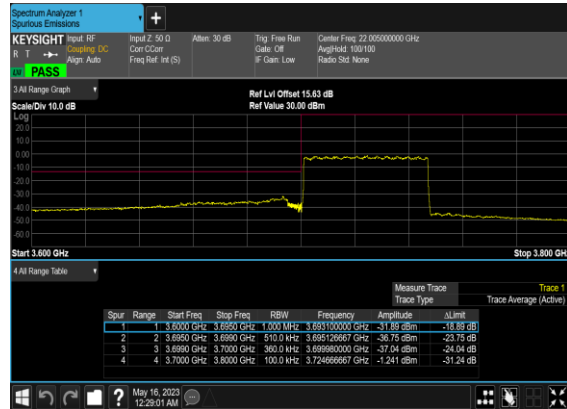 Spectrum Analyzer 1
Spurious Emissions
+
KEYSIGHT Input: RF Input Z: 50 Ω Atten: 30 dB Trig: Free Run Center Freq: 22.005000000 GHz
R T Coupling: DC Corr CCorr Gate: Off Avg|Hold: 100/100
Align: Auto Freq Ref: Int (S) IF Gain: Low Radio Std: None
PASS
3 All Range Graph
Ref Lvl Offset 15.63 dB
Scale/Div 10.0 dB Ref Value 30.00 dBm
Log
20.0
10.0
0.00
-10.0
-20.0
-30.0
-40.0
-50.0
-60.0
Start 3.600 GHz Stop 3.800 GHz
4 All Range Table
Measure Trace Trace 1
Trace Type Trace Average (Active)
Spur Range Start Freq Stop Freq RBW Frequency Amplitude ΔLimit
1 1 3.6000 GHz 3.6950 GHz 1.000 MHz 3.693100000 GHz -31.89 dBm -18.89 dB
2 2 3.6950 GHz 3.6990 GHz 510.0 kHz 3.695126667 GHz -36.75 dBm -23.75 dB
3 3 3.6990 GHz 3.7000 GHz 360.0 kHz 3.699980000 GHz -37.04 dBm -24.04 dB
4 4 3.7000 GHz 3.8000 GHz 100.0 kHz 3.724666667 GHz -1.241 dBm -31.24 dB
? May 16, 2023
12:29:01 AM